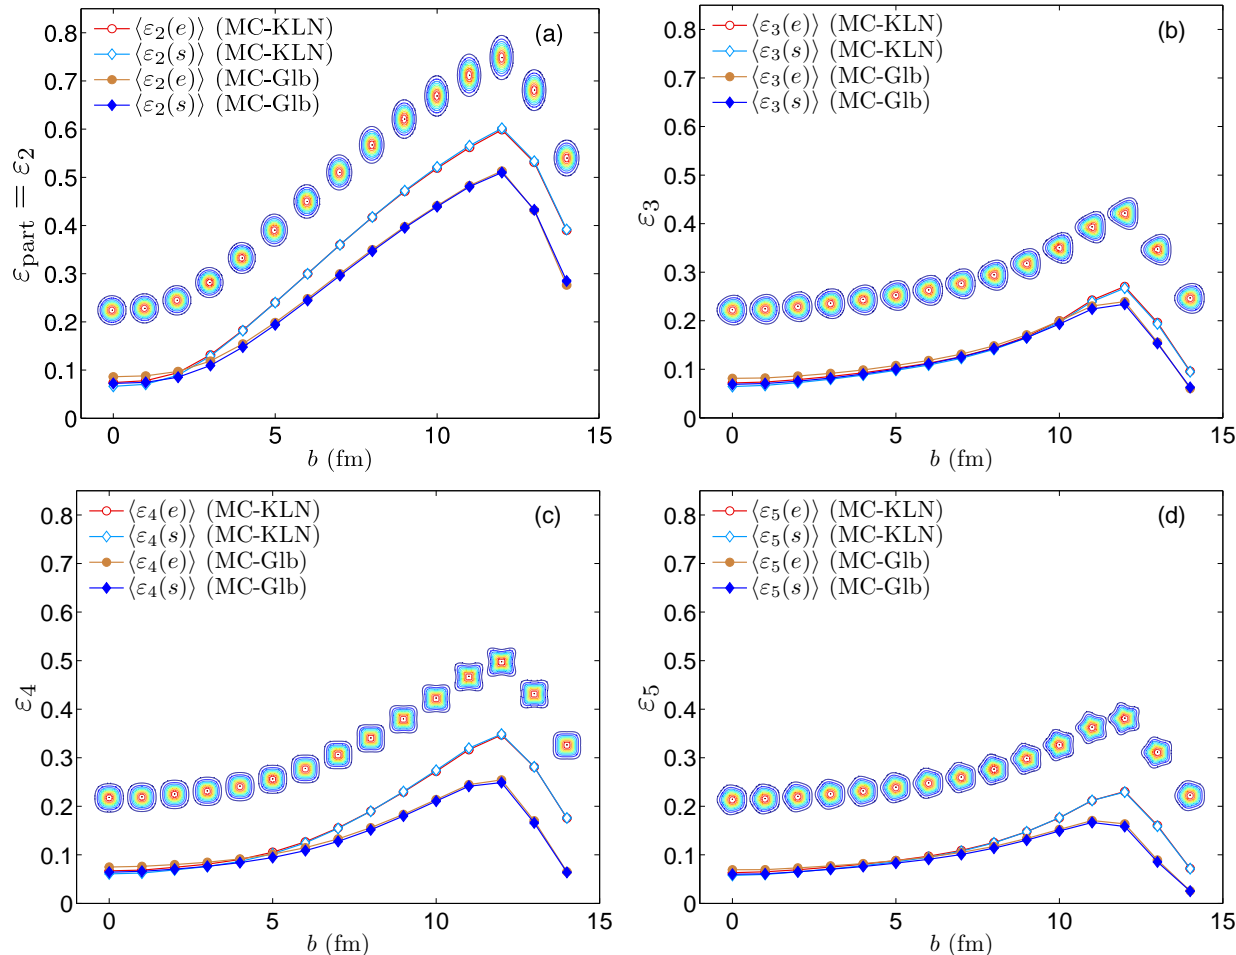 ⟨ε₂(e)⟩ (MC-KLN)
⟨ε₂(s)⟩ (MC-KLN)
⟨ε₂(e)⟩ (MC-Glb)
⟨ε₂(s)⟩ (MC-Glb)
(a)
ε_part = ε₂
0.8
0.7
0.6
0.5
0.4
0.3
0.2
0.1
0
0 5 10 15
b (fm)
⟨ε₃(e)⟩ (MC-KLN)
⟨ε₃(s)⟩ (MC-KLN)
⟨ε₃(e)⟩ (MC-Glb)
⟨ε₃(s)⟩ (MC-Glb)
(b)
ε₃
0.8
0.7
0.6
0.5
0.4
0.3
0.2
0.1
0
0 5 10 15
b (fm)
⟨ε₄(e)⟩ (MC-KLN)
⟨ε₄(s)⟩ (MC-KLN)
⟨ε₄(e)⟩ (MC-Glb)
⟨ε₄(s)⟩ (MC-Glb)
(c)
ε₄
0.8
0.7
0.6
0.5
0.4
0.3
0.2
0.1
0
0 5 10 15
b (fm)
⟨ε₅(e)⟩ (MC-KLN)
⟨ε₅(s)⟩ (MC-KLN)
⟨ε₅(e)⟩ (MC-Glb)
⟨ε₅(s)⟩ (MC-Glb)
(d)
ε₅
0.8
0.7
0.6
0.5
0.4
0.3
0.2
0.1
0
0 5 10 15
b (fm)